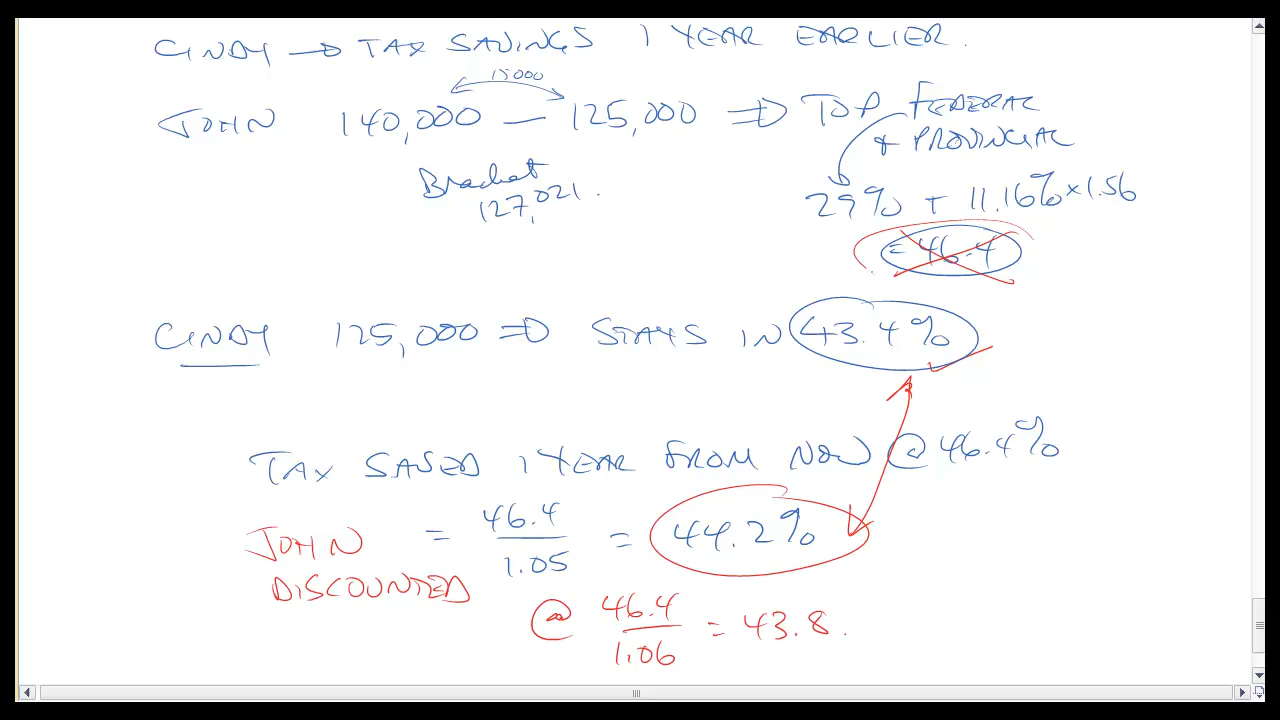 CINDY → TAX SAVINGS 1 YEAR EARLIER.
15000
JOHN 140,000 — 125,000 ⇒ TOP FEDERAL
& PROVINCIAL
Bracket
127,021.
29% + 11.16% × 1.56
= 46.4
CINDY 125,000 ⇒ STAYS IN 43.4%
TAX SAVED 1 YEAR FROM NOW @ 46.4%
JOHN = 46.4 / 1.05 = 44.2%
DISCOUNTED
@ 46.4 / 1.06 = 43.8.